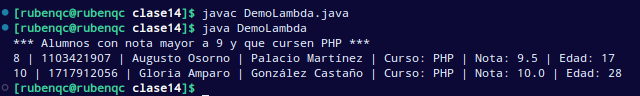 [rubenqc@rubenqc clase14]$ javac DemoLambda.java
[rubenqc@rubenqc clase14]$ java DemoLambda
*** Alumnos con nota mayor a 9 y que cursen PHP ***
8 | 1103421907 | Augusto Osorno | Palacio Martínez | Curso: PHP | Nota: 9.5 | Edad: 17
10 | 1717912056 | Gloria Amparo | González Castaño | Curso: PHP | Nota: 10.0 | Edad: 28
[rubenqc@rubenqc clase14]$